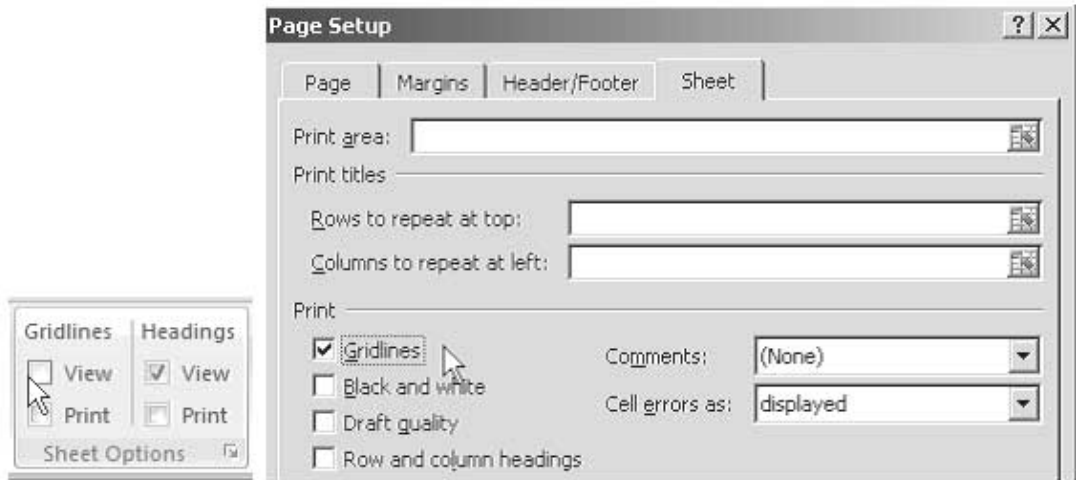 Page Setup
Page Margins Header/Footer Sheet
Print area:
Print titles
Rows to repeat at top:
Columns to repeat at left:
Print
Gridlines
Black and white
Draft quality
Row and column headings
Comments: (None)
Cell errors as: displayed
Gridlines Headings
View View
Print Print
Sheet Options